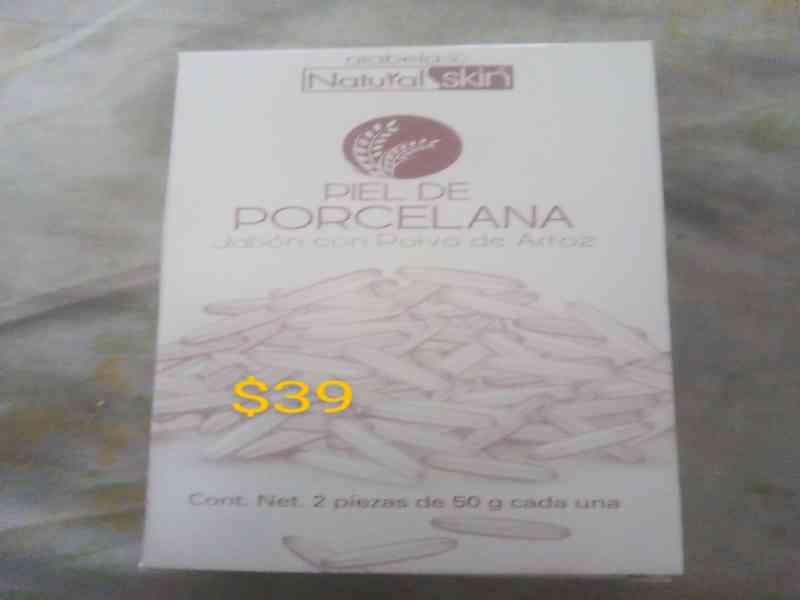 Natural skin
PIEL DE
PORCELANA
Jabón con Polvo de Arroz
$39
Cont. Net. 2 piezas de 50 g cada una